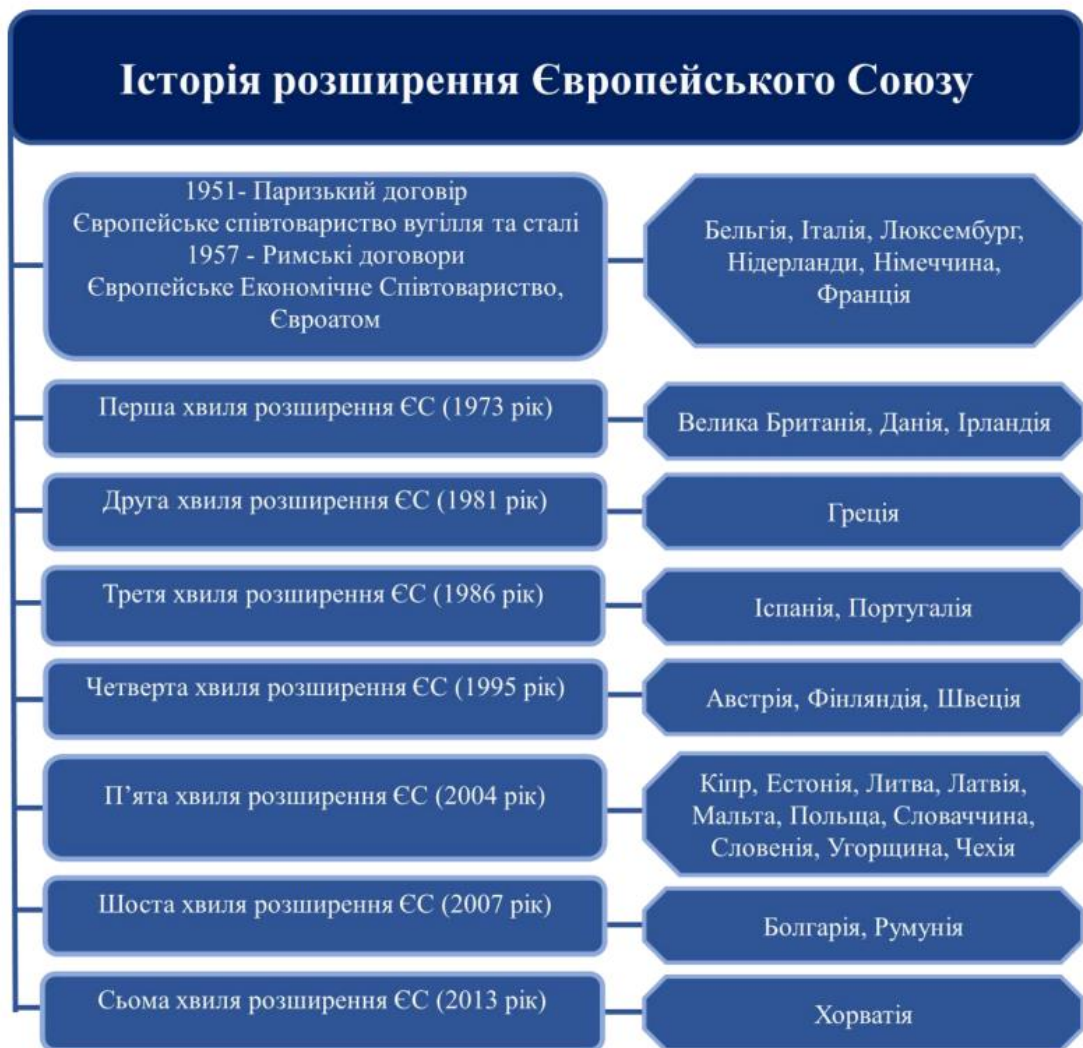 Історія розширення Європейського Союзу
1951- Паризький договір
Європейське співтовариство вугілля та сталі
1957 - Римські договори
Європейське Економічне Співтовариство,
Євроатом
Бельгія, Італія, Люксембург,
Нідерланди, Німеччина,
Франція
Перша хвиля розширення ЄС (1973 рік)
Велика Британія, Данія, Ірландія
Друга хвиля розширення ЄС (1981 рік)
Греція
Третя хвиля розширення ЄС (1986 рік)
Іспанія, Португалія
Четверта хвиля розширення ЄС (1995 рік)
Австрія, Фінляндія, Швеція
П’ята хвиля розширення ЄС (2004 рік)
Кіпр, Естонія, Литва, Латвія,
Мальта, Польща, Словаччина,
Словенія, Угорщина, Чехія
Шоста хвиля розширення ЄС (2007 рік)
Болгарія, Румунія
Сьома хвиля розширення ЄС (2013 рік)
Хорватія